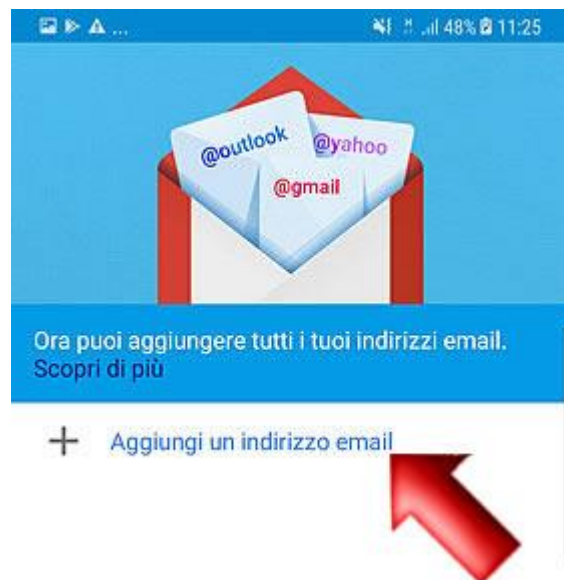 ... 48% 11:25
@outlook @yahoo
@gmail
Ora puoi aggiungere tutti i tuoi indirizzi email.
Scopri di più
+ Aggiungi un indirizzo email